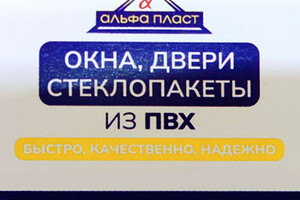 α
АЛЬФА ПЛАСТ
ОКНА, ДВЕРИ
СТЕКЛОПАКЕТЫ
ИЗ ПВХ
БЫСТРО, КАЧЕСТВЕННО, НАДЕЖНО